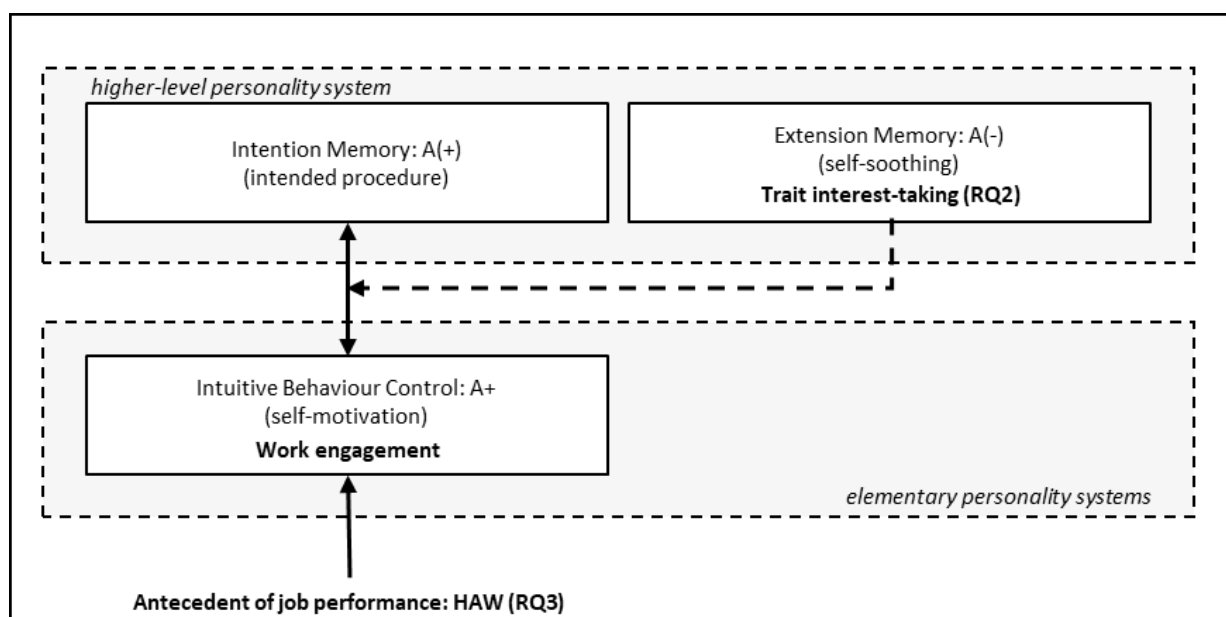 higher-level personality system
Intention Memory: A(+)
(intended procedure)
Extension Memory: A(-)
(self-soothing)
Trait interest-taking (RQ2)
Intuitive Behaviour Control: A+
(self-motivation)
Work engagement
elementary personality systems
Antecedent of job performance: HAW (RQ3)